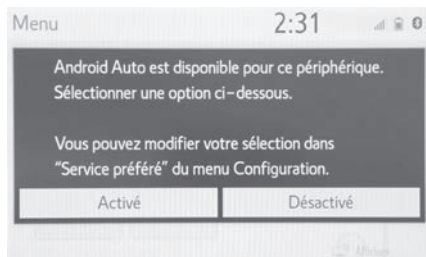 Menu 2:31
Android Auto est disponible pour ce périphérique.
Sélectionner une option ci-dessous.
Vous pouvez modifier votre sélection dans
“Service préféré” du menu Configuration.
Activé Désactivé